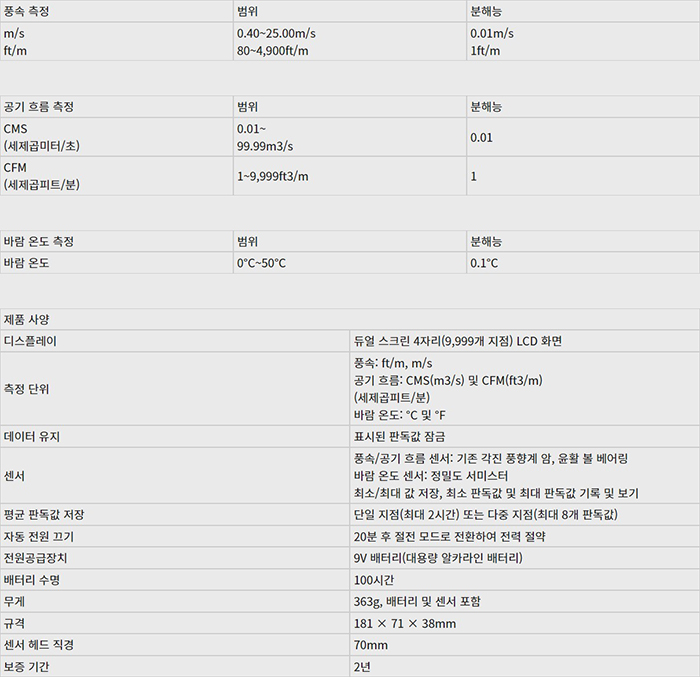 풍속 측정 범위 분해능
m/s 0.40~25.00m/s 0.01m/s
ft/m 80~4,900ft/m 1ft/m
공기 흐름 측정 범위 분해능
CMS
(세제곱미터/초)
0.01~
99.99m3/s
0.01
CFM
(세제곱피트/분)
1~9,999ft3/m
1
바람 온도 측정 범위 분해능
바람 온도 0°C~50°C 0.1°C
제품 사양
디스플레이 듀얼 스크린 4자리(9,999개 지점) LCD 화면
측정 단위
풍속: ft/m, m/s
공기 흐름: CMS(m3/s) 및 CFM(ft3/m)
(세제곱피트/분)
바람 온도: °C 및 °F
데이터 유지 표시된 판독값 잠금
센서
풍속/공기 흐름 센서: 기존 각진 풍향계 암, 윤활 볼 베어링
바람 온도 센서: 정밀도 서미스터
최소/최대 값 저장, 최소 판독값 및 최대 판독값 기록 및 보기
평균 판독값 저장 단일 지점(최대 2시간) 또는 다중 지점(최대 8개 판독값)
자동 전원 끄기 20분 후 절전 모드로 전환하여 전력 절약
전원공급장치 9V 배터리(대용량 알카라인 배터리)
배터리 수명 100시간
무게 363g, 배터리 및 센서 포함
규격 181 × 71 × 38mm
센서 헤드 직경 70mm
보증 기간 2년